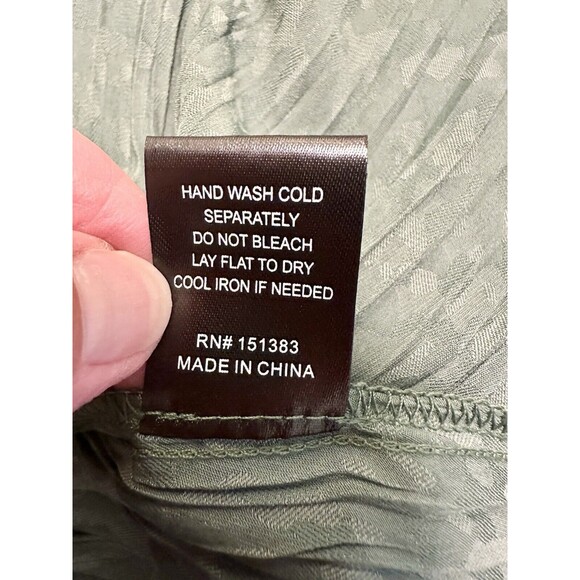 HAND WASH COLD
SEPARATELY
DO NOT BLEACH
LAY FLAT TO DRY
COOL IRON IF NEEDED
RN# 151383
MADE IN CHINA